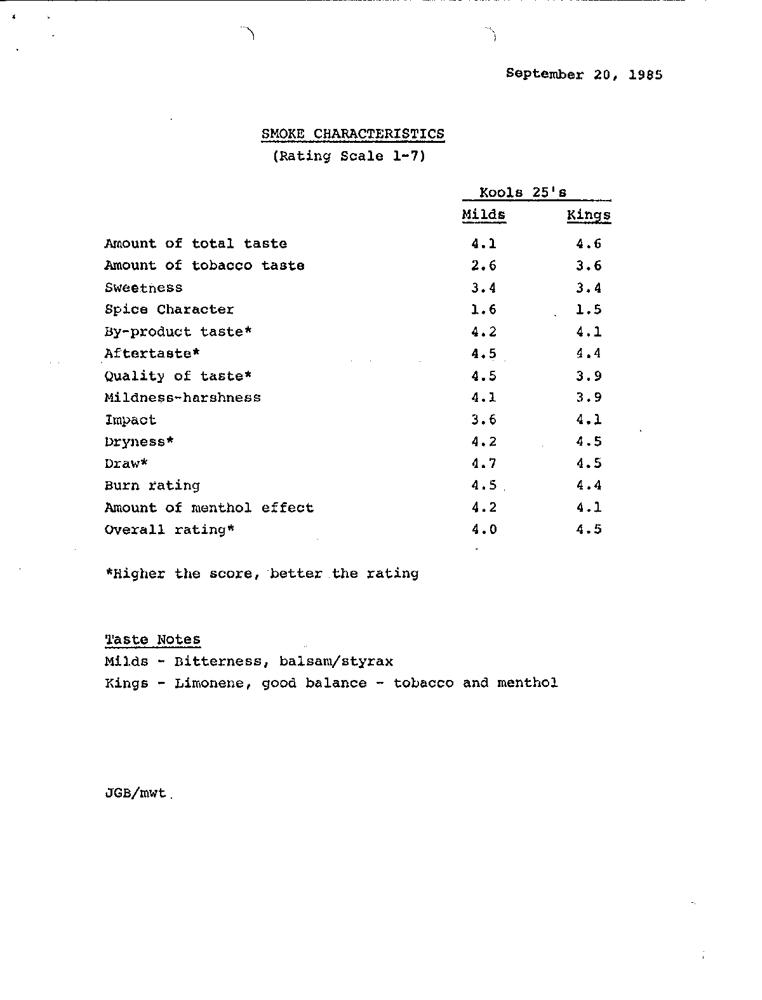 September 20, 1985
SMOKE CHARACTERISTICS
(Rating Scale 1-7)
Kools 25's
Milds Kings
Amount of total taste 4.1 4.6
Amount of tobacco taste 2.6 3.6
Sweetness 3.4 3.4
Spice Character 1.6 1.5
By-product taste* 4.2 4.1
Aftertaste* 4.5 4.4
Quality of taste* 4.5 3.9
Mildness-harshness 4.1 3.9
Impact 3.6 4.1
Dryness* 4.2 4.5
Draw* 4.7 4.5
Burn rating 4.5 4.4
Amount of menthol effect 4.2 4.1
Overall rating* 4.0 4.5
*Higher the score, better the rating
Taste Notes
Milds - Bitterness, balsam/styrax
Kings - Limonene, good balance - tobacco and menthol
JGB/mwt